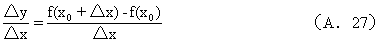 △y/△x = f(x₀+△x)-f(x₀)/△x (A. 27)